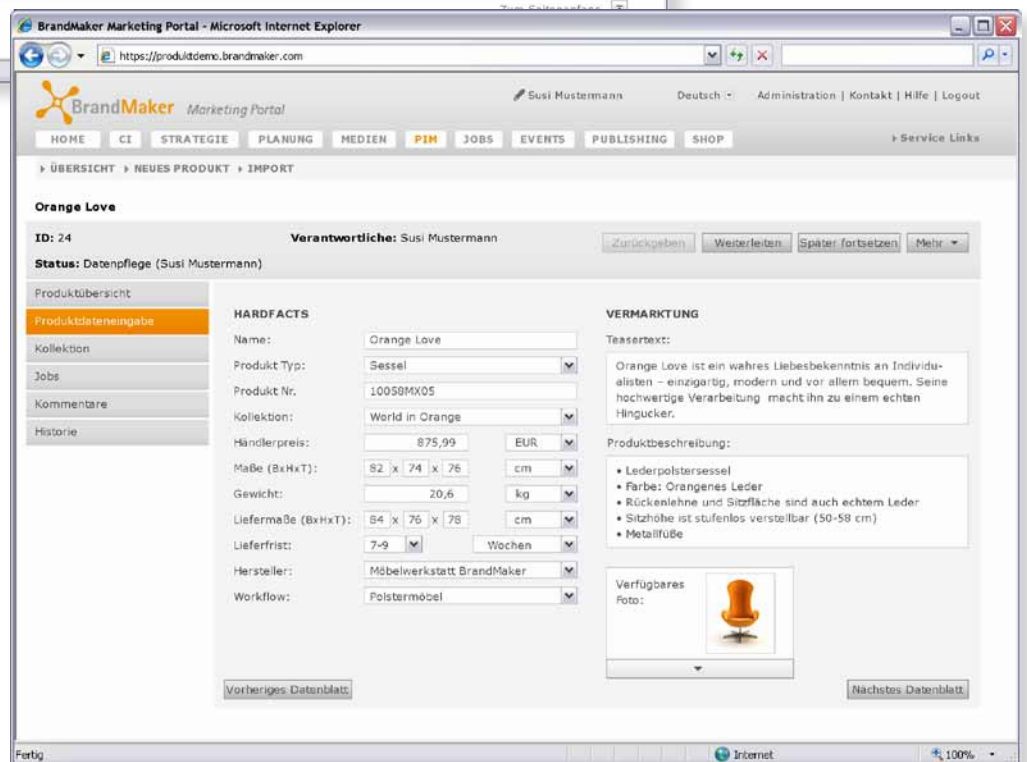 Zum Seitenanfang
BrandMaker Marketing Portal - Microsoft Internet Explorer
https://produktdemo.brandmaker.com
BrandMaker Marketing Portal
Susi Mustermann Deutsch Administration | Kontakt | Hilfe | Logout
HOME CI STRATEGIE PLANUNG MEDIEN PIM JOBS EVENTS PUBLISHING SHOP Service Links
ÜBERSICHT NEUES PRODUKT IMPORT
Orange Love
ID: 24 Verantwortliche: Susi Mustermann Zurückgeben Weiterleiten Später fortsetzen Mehr
Status: Datenpflege (Susi Mustermann)
Produktübersicht
Produktdateneingabe
Kollektion
Jobs
Kommentare
Historie
HARDFACTS
Name: Orange Love
Produkt Typ: Sessel
Produkt Nr. 10058MX05
Kollektion: World in Orange
Händlerpreis: 875,99 EUR
Maße (BxHxT): 82 x 74 x 76 cm
Gewicht: 20,6 kg
Liefermaße (BxHxT): 84 x 76 x 78 cm
Lieferfrist: 7-9 Wochen
Hersteller: Möbelwerkstatt BrandMaker
Workflow: Polstermöbel
VERMARKTUNG
Teasertext:
Orange Love ist ein wahres Liebesbekenntnis an Individu-
alisten – einzigartig, modern und vor allem bequem. Seine
hochwertige Verarbeitung macht ihn zu einem echten
Hingucker.
Produktbeschreibung:
• Lederpolstersessel
• Farbe: Orangenes Leder
• Rückenlehne und Sitzfläche sind auch echtem Leder
• Sitzhöhe ist stufenlos verstellbar (50-58 cm)
• Metallfüße
Verfügbares
Foto:
Vorheriges Datenblatt Nächstes Datenblatt
Fertig Internet 100%